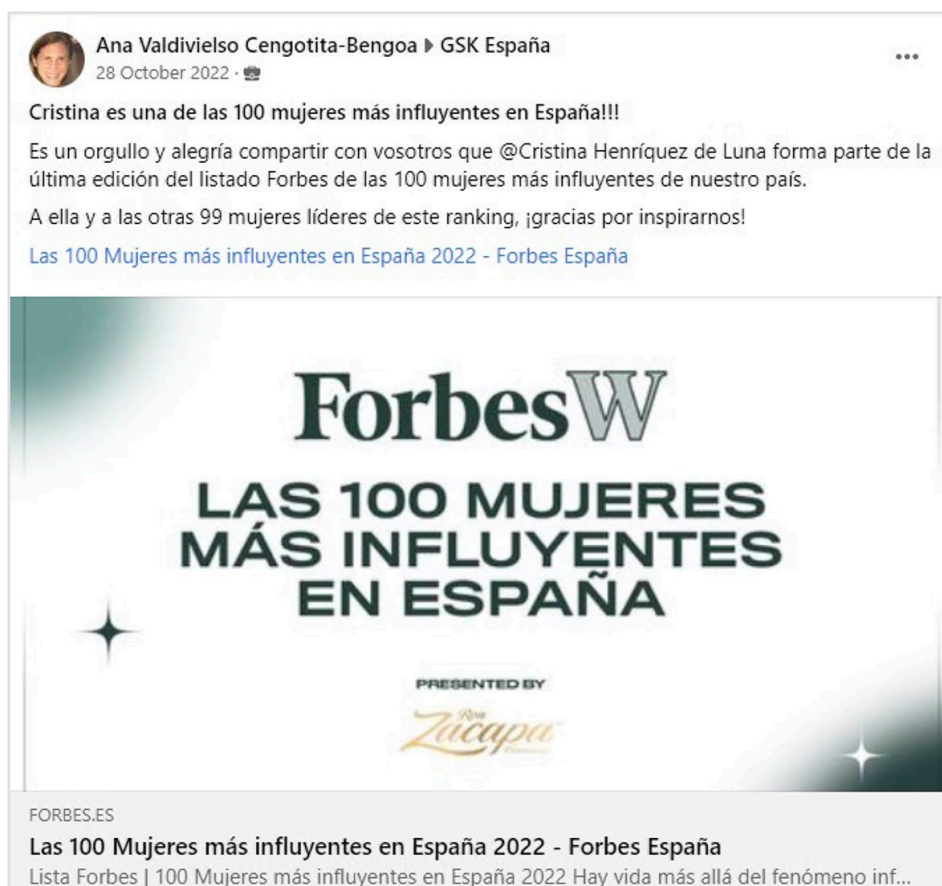 Ana Valdivielso Cengotita-Bengoa ▸ GSK España
28 October 2022 ·
Cristina es una de las 100 mujeres más influyentes en España!!!
Es un orgullo y alegría compartir con vosotros que @Cristina Henríquez de Luna forma parte de la
última edición del listado Forbes de las 100 mujeres más influyentes de nuestro país.
A ella y a las otras 99 mujeres líderes de este ranking, ¡gracias por inspirarnos!
Las 100 Mujeres más influyentes en España 2022 - Forbes España
ForbesW
LAS 100 MUJERES
MÁS INFLUYENTES
EN ESPAÑA
PRESENTED BY
Ron
Zacapa
FORBES.ES
Las 100 Mujeres más influyentes en España 2022 - Forbes España
Lista Forbes | 100 Mujeres más influyentes en España 2022 Hay vida más allá del fenómeno inf...